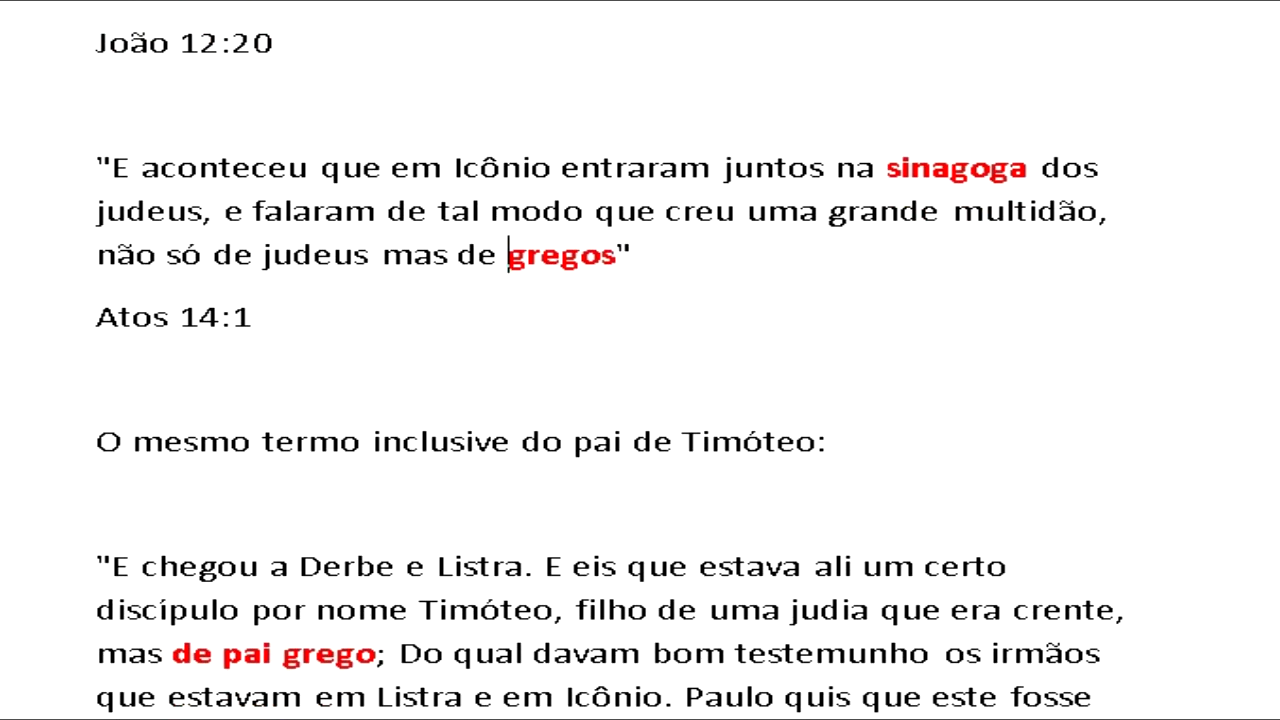 João 12:20
"E aconteceu que em Icônio entraram juntos na sinagoga dos
judeus, e falaram de tal modo que creu uma grande multidão,
não só de judeus mas de gregos"
Atos 14:1
O mesmo termo inclusive do pai de Timóteo:
"E chegou a Derbe e Listra. E eis que estava ali um certo
discípulo por nome Timóteo, filho de uma judia que era crente,
mas de pai grego; Do qual davam bom testemunho os irmãos
que estavam em Listra e em Icônio. Paulo quis que este fosse